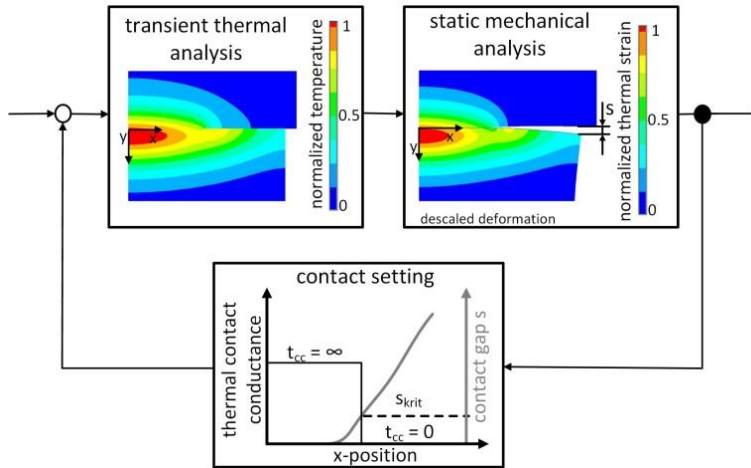 transient thermal
analysis
normalized temperature
1
0.5
0
y
x
static mechanical
analysis
normalized thermal strain
1
0.5
0
s
y
x
descaled deformation
contact setting
thermal contact
conductance
t_cc = ∞
s_krit
t_cc = 0
contact gap s
x-position